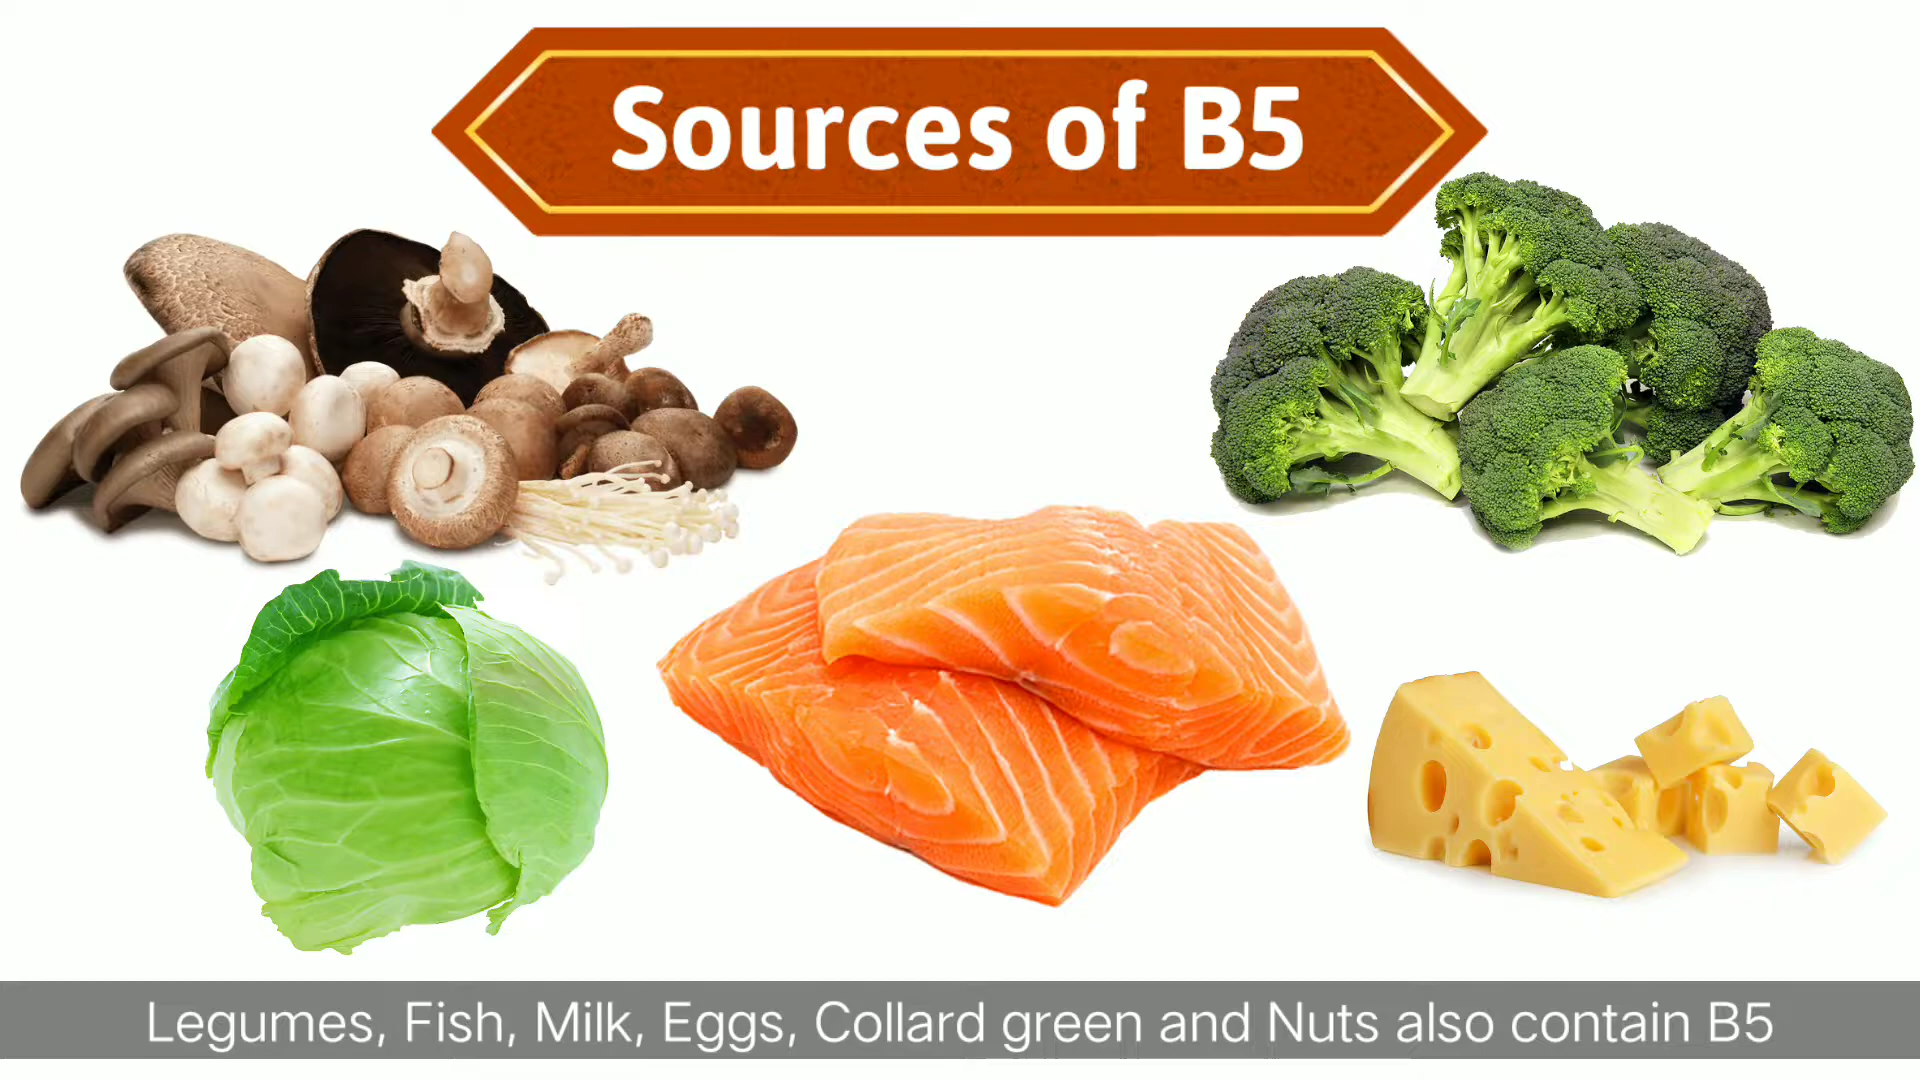 Sources of B5
Legumes, Fish, Milk, Eggs, Collard green and Nuts also contain B5